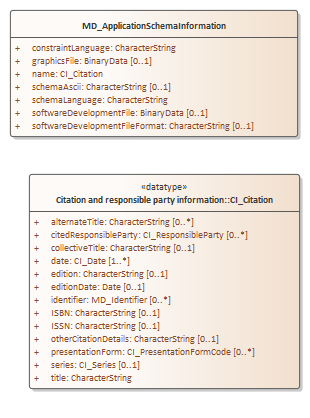 MD_ApplicationSchemaInformation
+ constraintLanguage: CharacterString
+ graphicsFile: BinaryData [0..1]
+ name: CI_Citation
+ schemaAscii: CharacterString [0..1]
+ schemaLanguage: CharacterString
+ softwareDevelopmentFile: BinaryData [0..1]
+ softwareDevelopmentFileFormat: CharacterString [0..1]
«datatype»
Citation and responsible party information::CI_Citation
+ alternateTitle: CharacterString [0..*]
+ citedResponsibleParty: CI_ResponsibleParty [0..*]
+ collectiveTitle: CharacterString [0..1]
+ date: CI_Date [1..*]
+ edition: CharacterString [0..1]
+ editionDate: Date [0..1]
+ identifier: MD_Identifier [0..*]
+ ISBN: CharacterString [0..1]
+ ISSN: CharacterString [0..1]
+ otherCitationDetails: CharacterString [0..1]
+ presentationForm: CI_PresentationFormCode [0..*]
+ series: CI_Series [0..1]
+ title: CharacterString